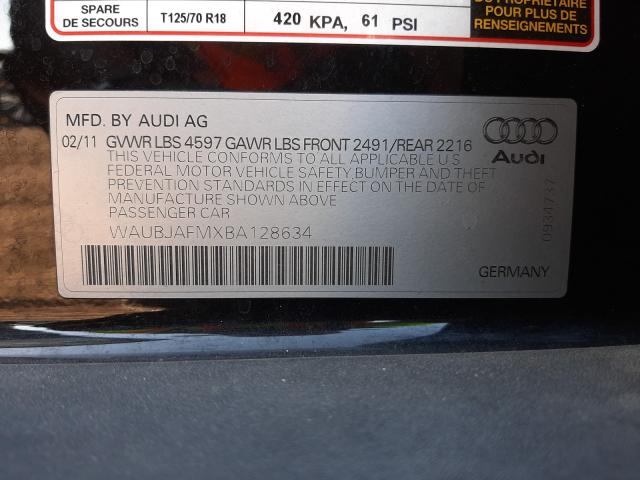 SPARE
DE SECOURS
T125/70 R18
420 KPA, 61 PSI
PROPRIÉTAIRE
POUR PLUS DE
RENSEIGNEMENTS
MFD. BY AUDI AG
02/11 GVWR LBS 4597 GAWR LBS FRONT 2491/REAR 2216
THIS VEHICLE CONFORMS TO ALL APPLICABLE U S
FEDERAL MOTOR VEHICLE SAFETY,BUMPER AND THEFT
PREVENTION STANDARDS IN EFFECT ON THE DATE OF
MANUFACTURE SHOWN ABOVE
PASSENGER CAR
WAUBJAFMXBA128634
Audi
0934737
GERMANY